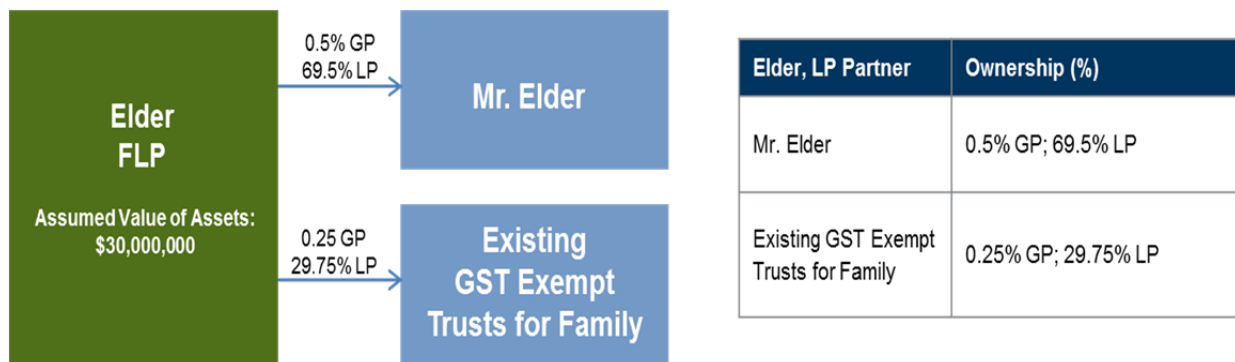 Elder
FLP
Assumed Value of Assets:
$30,000,000
0.5% GP
69.5% LP
Mr. Elder
0.25 GP
29.75% LP
Existing
GST Exempt
Trusts for Family
Elder, LP Partner
Ownership (%)
Mr. Elder
0.5% GP; 69.5% LP
Existing GST Exempt
Trusts for Family
0.25% GP; 29.75% LP